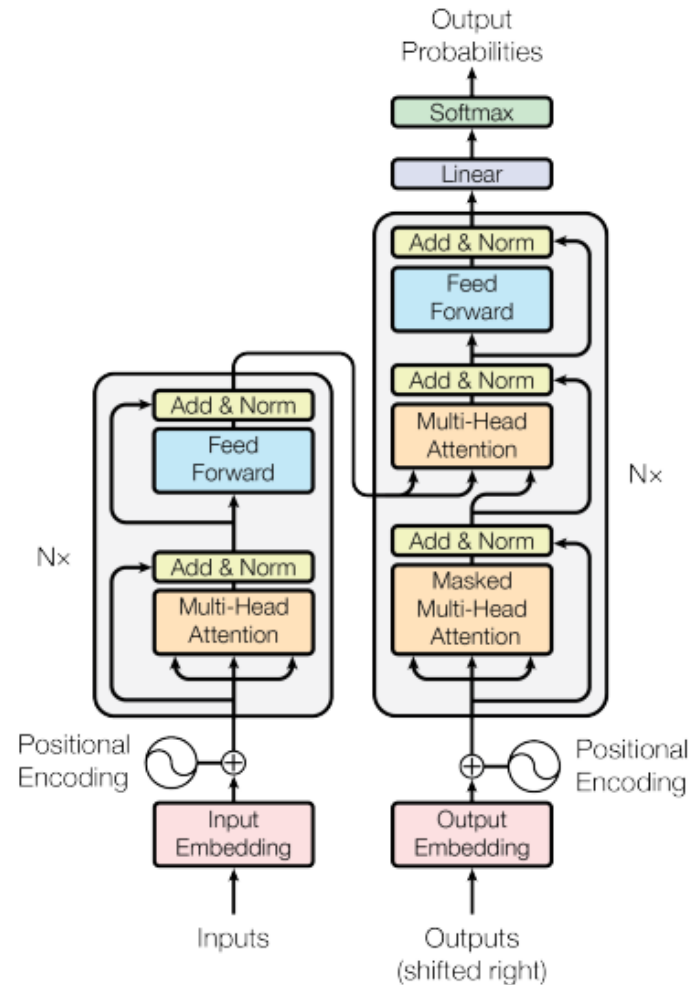 Output
Probabilities
Softmax
Linear
Add & Norm
Feed
Forward
Add & Norm
Multi-Head
Attention
Add & Norm
Masked
Multi-Head
Attention
N×
Add & Norm
Feed
Forward
Add & Norm
Multi-Head
Attention
N×
Positional
Encoding
Positional
Encoding
Input
Embedding
Output
Embedding
Inputs
Outputs
(shifted right)